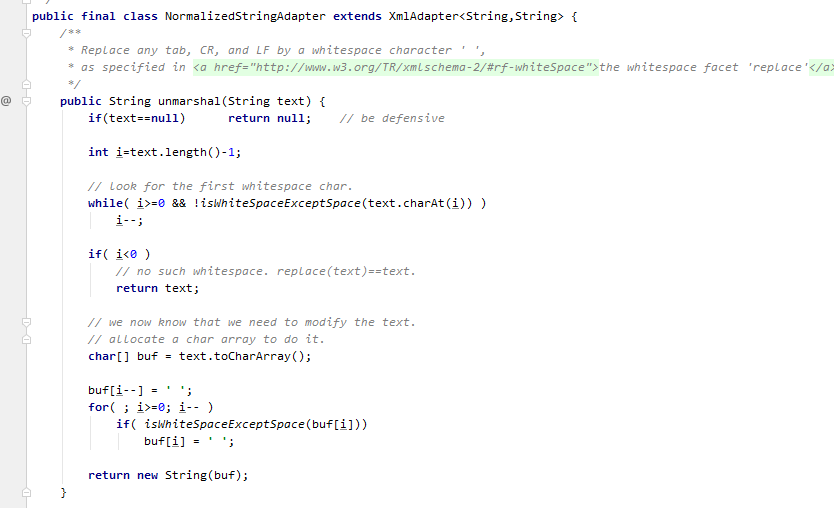 */
public final class NormalizedStringAdapter extends XmlAdapter<String,String> {
    /**
     * Replace any tab, CR, and LF by a whitespace character ' ',
     * as specified in <a href="http://www.w3.org/TR/xmlschema-2/#rf-whiteSpace">the whitespace facet 'replace'</a>
     */
@    public String unmarshal(String text) {
        if(text==null)      return null;    // be defensive

        int i=text.length()-1;

        // look for the first whitespace char.
        while( i>=0 && !isWhiteSpaceExceptSpace(text.charAt(i)) )
            i--;

        if( i<0 )
            // no such whitespace. replace(text)==text.
            return text;

        // we now know that we need to modify the text.
        // allocate a char array to do it.
        char[] buf = text.toCharArray();

        buf[i--] = ' ';
        for( ; i>=0; i-- )
            if( isWhiteSpaceExceptSpace(buf[i]))
                buf[i] = ' ';

        return new String(buf);
    }